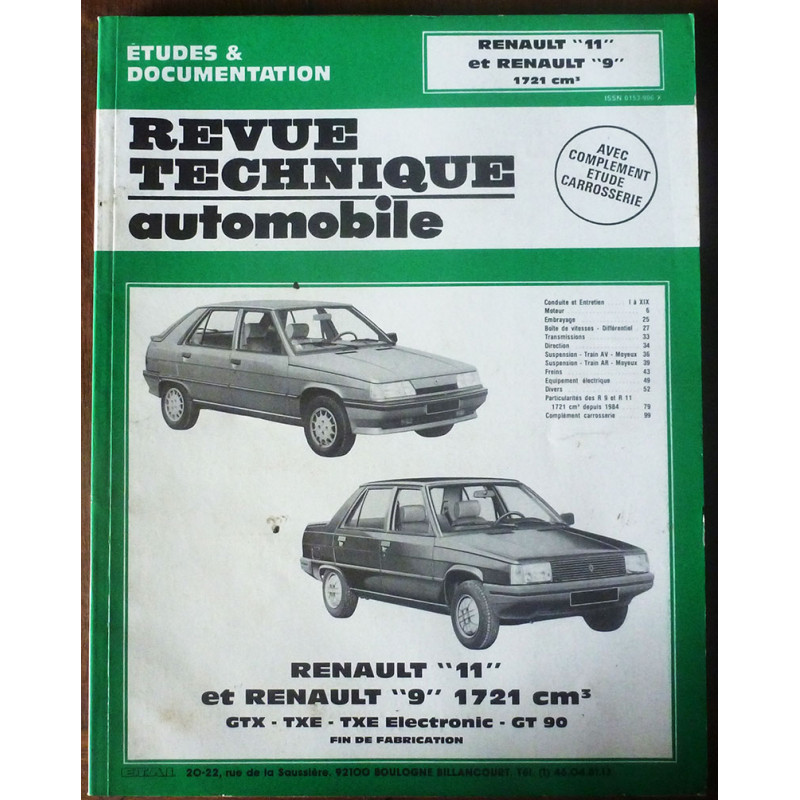 ÉTUDES &
DOCUMENTATION
RENAULT "11"
et RENAULT "9"
1721 cm³
REVUE
TECHNIQUE
automobile
AVEC
COMPLEMENT
ETUDE
CARROSSERIE
Conduite et Entretien I à XIX
Moteur 6
Embrayage 25
Boîte de vitesses - Différentiel 27
Transmissions 33
Direction 34
Suspension - Train AV - Moyeux 36
Suspension - Train AR - Moyeux 39
Freins 43
Equipement électrique 49
Divers 52
Particularités des R 9 et R 11
1721 cm³ depuis 1984 79
Complément carrosserie 99
RENAULT "11"
et RENAULT "9" 1721 cm³
GTX - TXE - TXE Electronic - GT 90
FIN DE FABRICATION
ETAI 20-22, rue de la Saussière. 92100 BOULOGNE BILLANCOURT. Tél. (1)